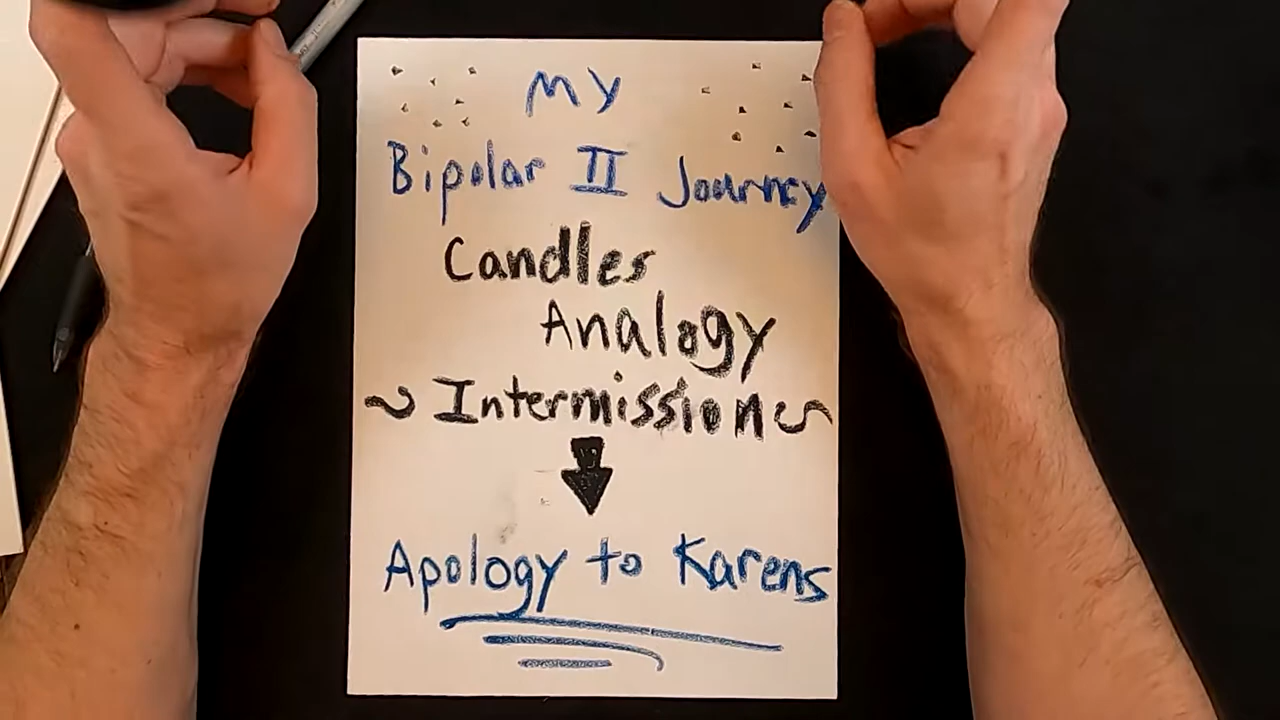 My
Bipolar II Journey
Candles
Analogy
~ Intermission ~
Apology to Karens